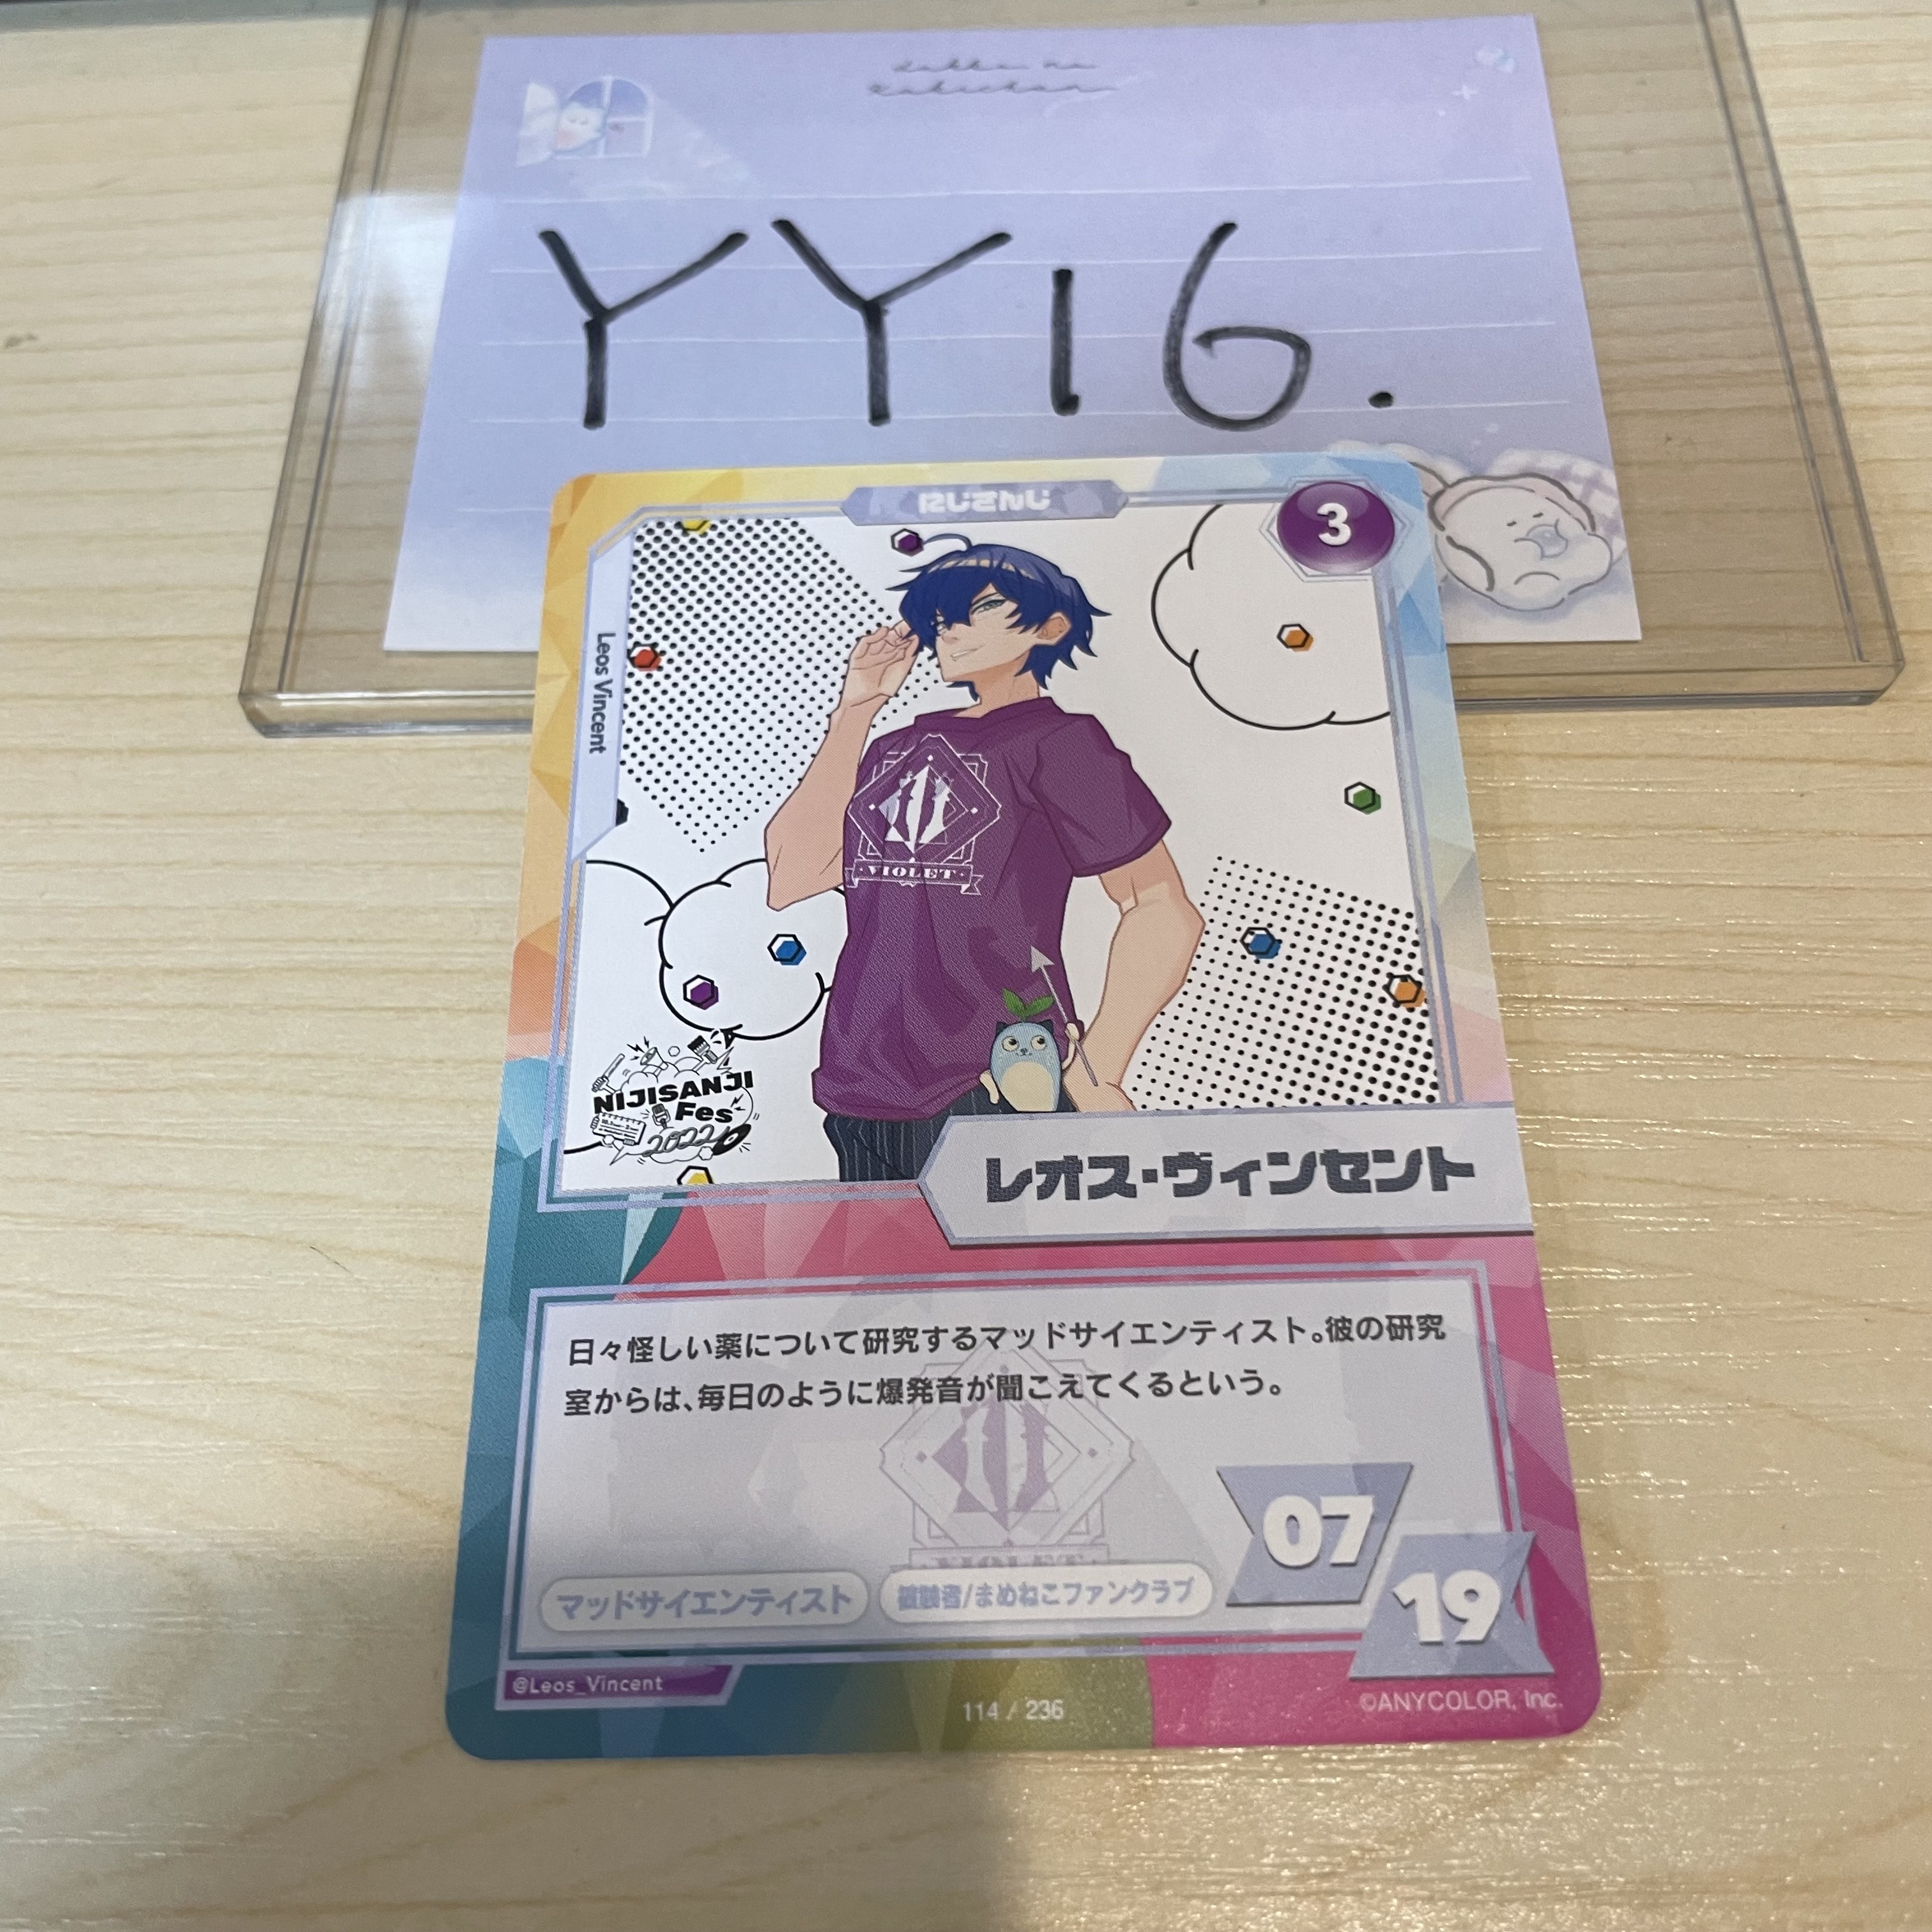 YY16.
にじさんじ
3
Leos Vincent
VIOLET
NIJISANJI
Fes
2022
レオス・ヴィンセント
日々怪しい薬について研究するマッドサイエンティスト。彼の研究
室からは、毎日のように爆発音が聞こえてくるという。
07
19
マッドサイエンティスト
被験者/まめねこファンクラブ
@Leos_Vincent
114 / 236
©ANYCOLOR, Inc.